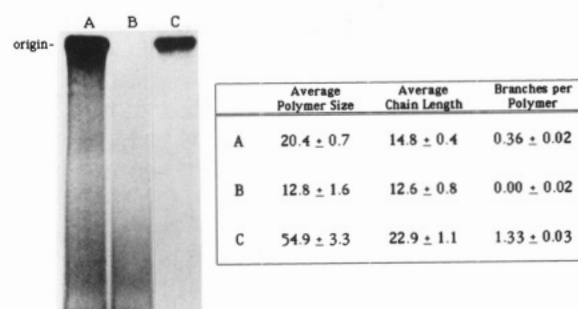 A B C
origin-
Average Polymer Size Average Chain Length Branches per Polymer
A 20.4 ± 0.7 14.8 ± 0.4 0.36 ± 0.02
B 12.8 ± 1.6 12.6 ± 0.8 0.00 ± 0.02
C 54.9 ± 3.3 22.9 ± 1.1 1.33 ± 0.03